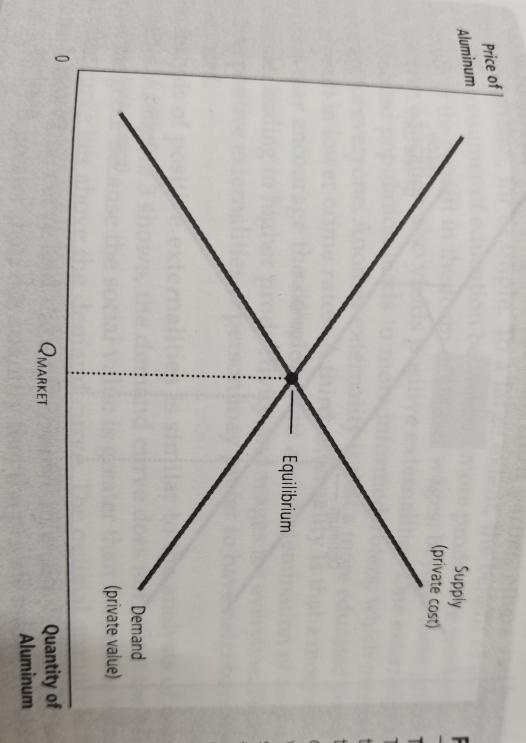 Price of
Aluminum
Supply
(private cost)
Equilibrium
Demand
(private value)
0
QMARKET
Quantity of
Aluminum